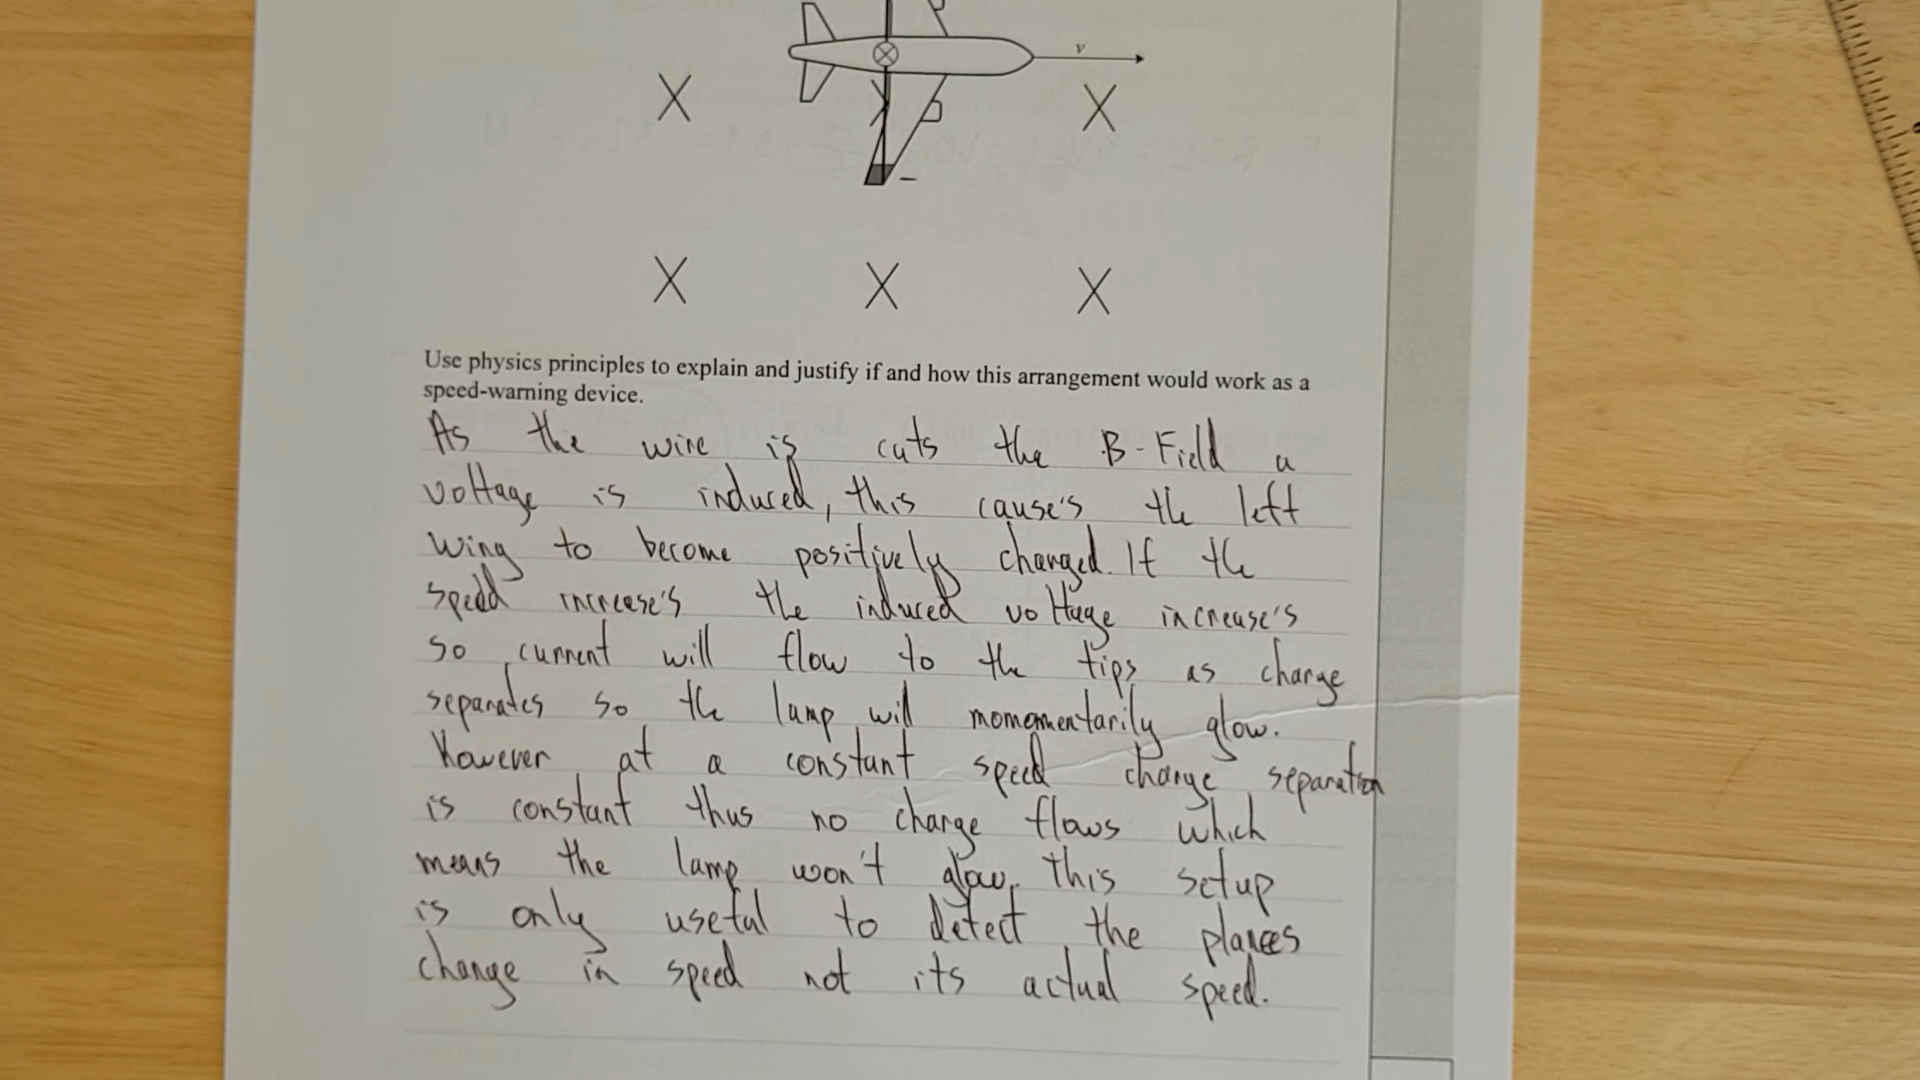 v
X X
–
X X X
Use physics principles to explain and justify if and how this arrangement would work as a
speed-warning device.
As the wire is cuts the B-Field a
voltage is induced, this cause's the left
wing to become positively charged. If the
spedd increase's the induced voltage increase's
so current will flow to the tips as charge
separates so the lamp will momomentarily glow.
However at a constant speed charge separation
is constant thus no charge flows which
means the lamp won't glow. this setup
is only useful to detect the planees
change in speed not its actual speed.